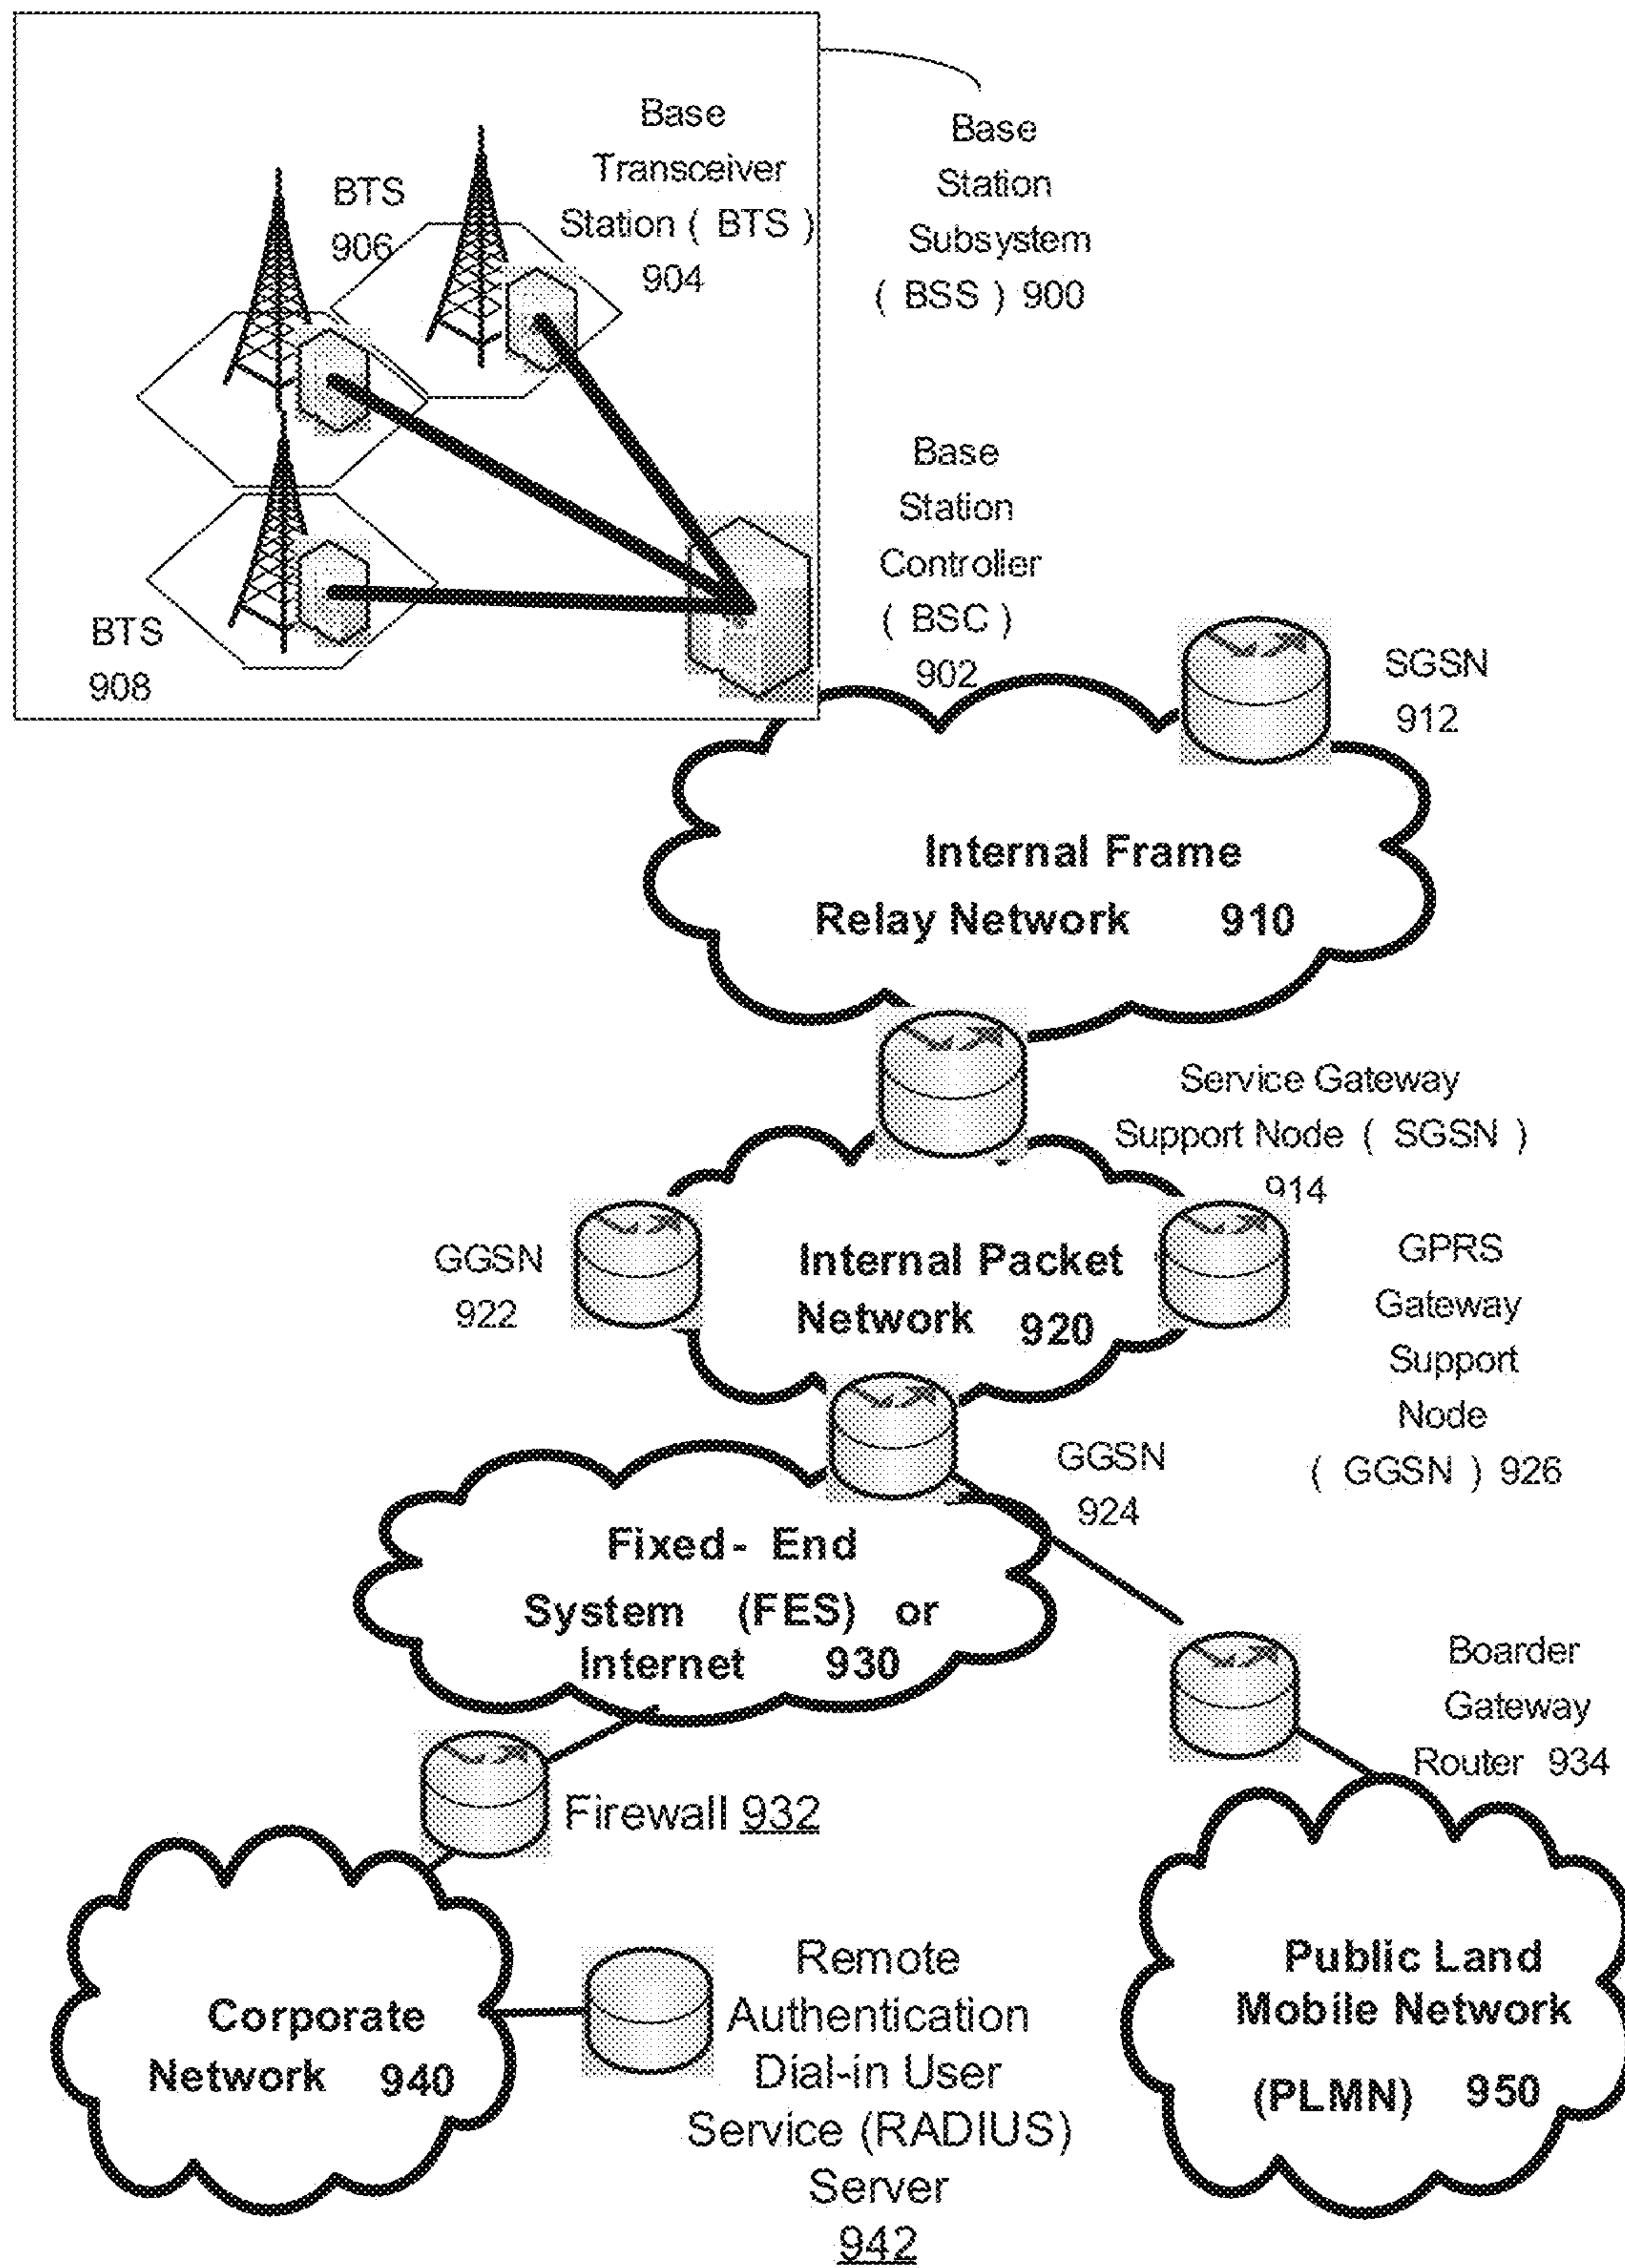 Base
Transceiver
Station ( BTS )
904
BTS
906
BTS
908
Base
Station
Subsystem
( BSS ) 900
Base
Station
Controller
( BSC )
902
SGSN
912
Internal Frame
Relay Network 910
Service Gateway
Support Node ( SGSN )
914
GGSN
922
Internal Packet
Network 920
GPRS
Gateway
Support
Node
( GGSN ) 926
GGSN
924
Fixed- End
System (FES) or
Internet 930
Boarder
Gateway
Router 934
Firewall 932
Corporate
Network 940
Remote
Authentication
Dial-in User
Service (RADIUS)
Server
942
Public Land
Mobile Network
(PLMN) 950